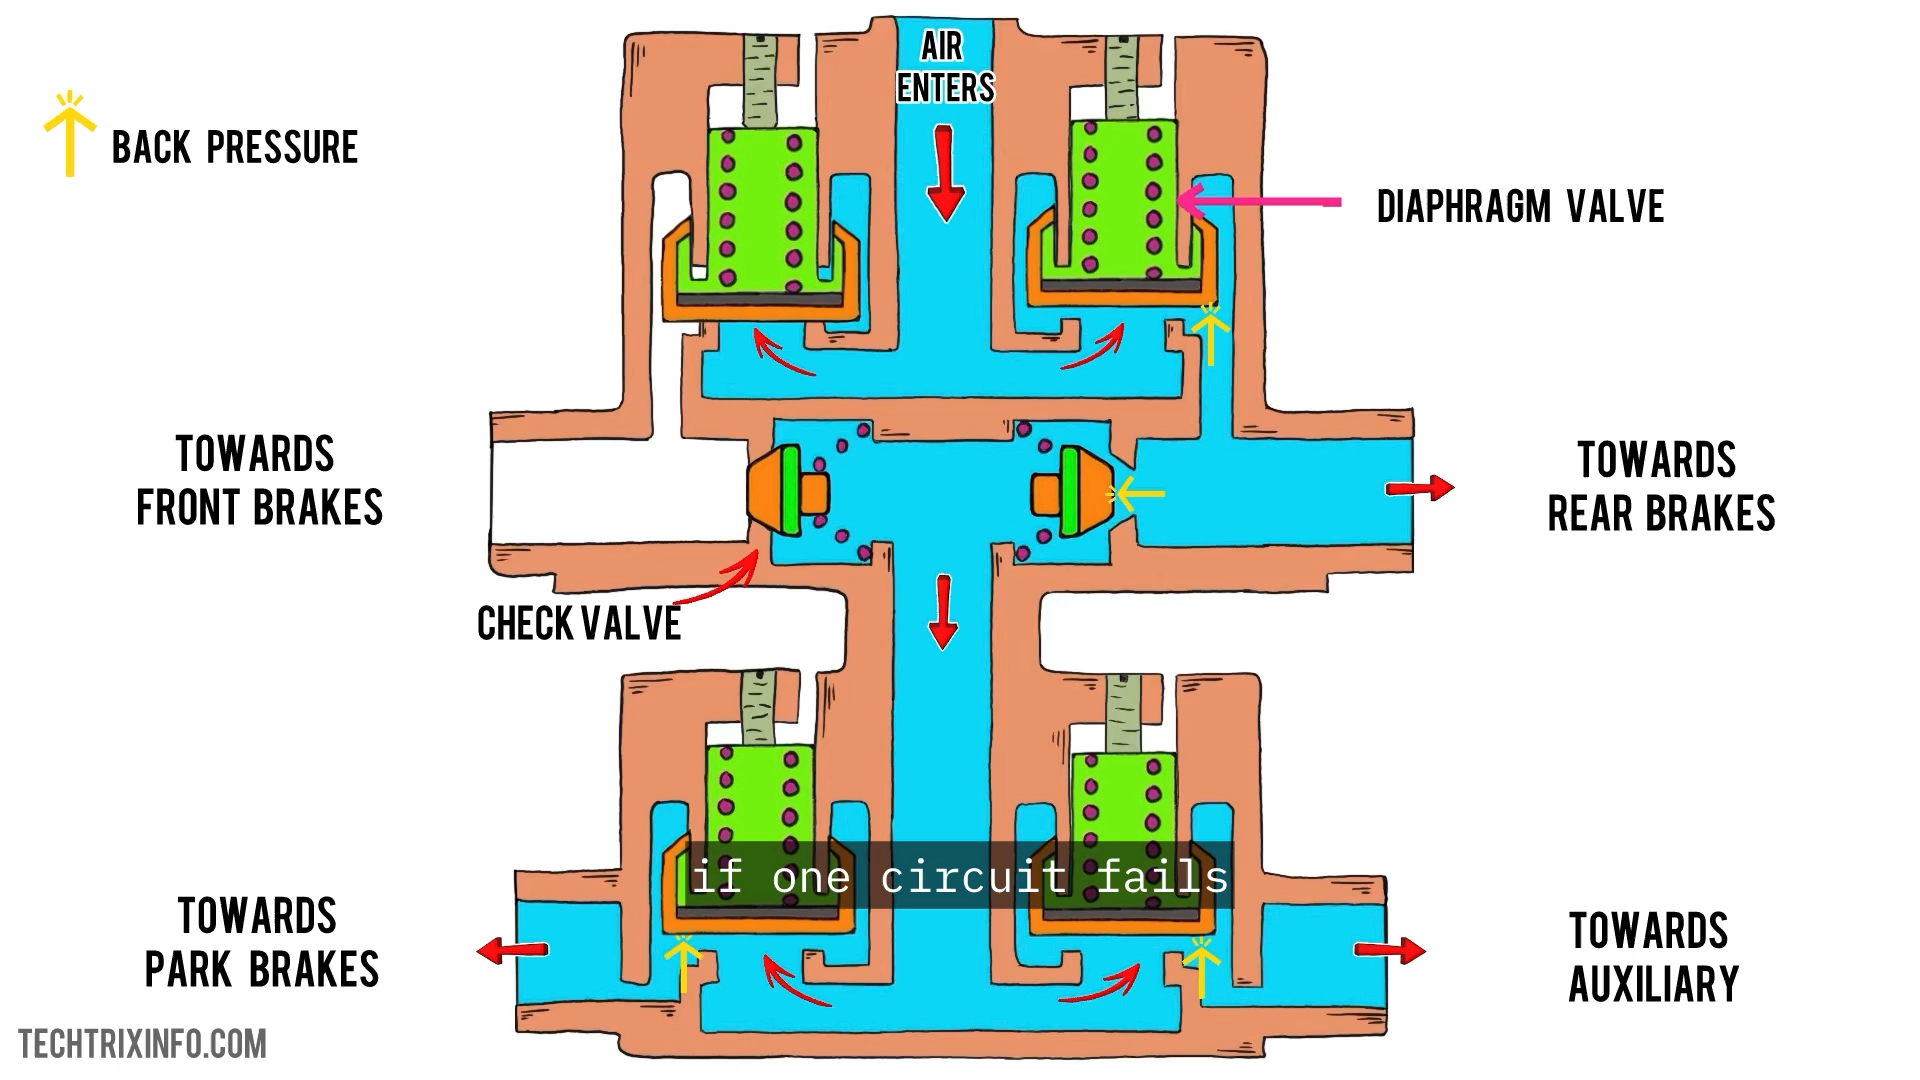 AIR
ENTERS
BACK PRESSURE
DIAPHRAGM VALVE
TOWARDS
FRONT BRAKES
TOWARDS
REAR BRAKES
CHECK VALVE
if one circuit fails
TOWARDS
PARK BRAKES
TOWARDS
AUXILIARY
TECHTRIXINFO.COM